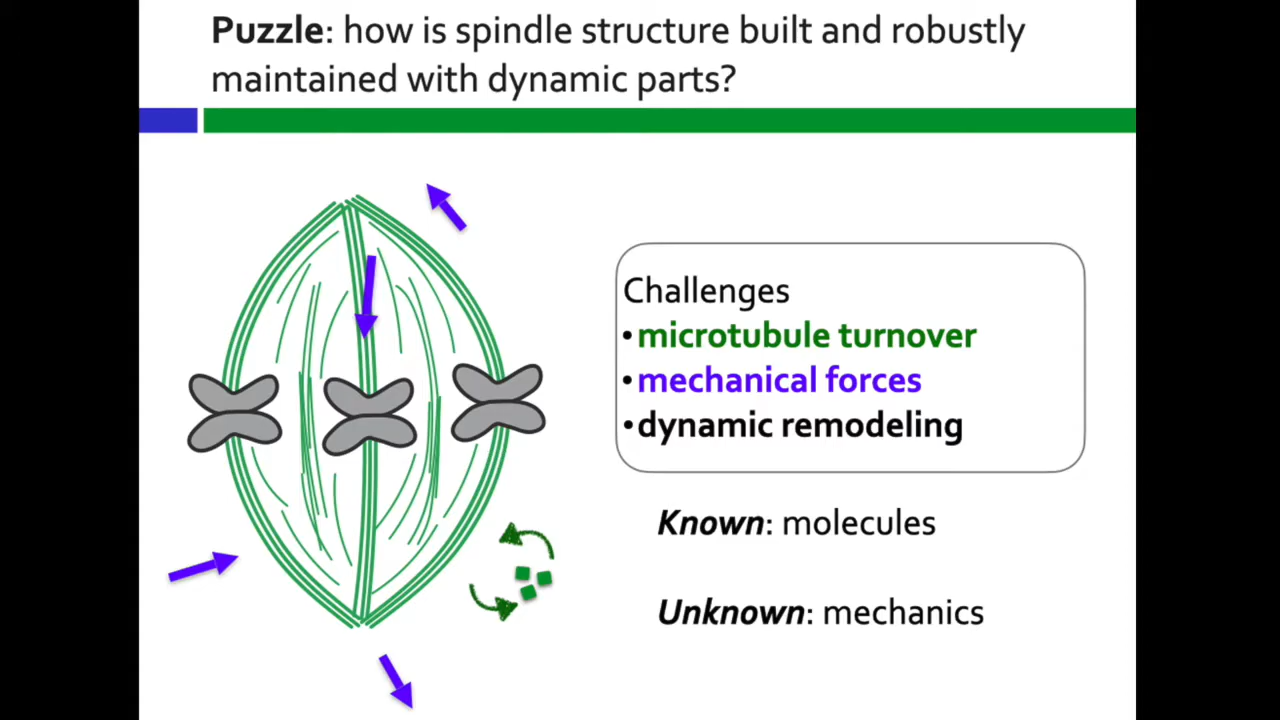 Puzzle: how is spindle structure built and robustly
maintained with dynamic parts?
Challenges
•microtubule turnover
•mechanical forces
•dynamic remodeling
Known: molecules
Unknown: mechanics